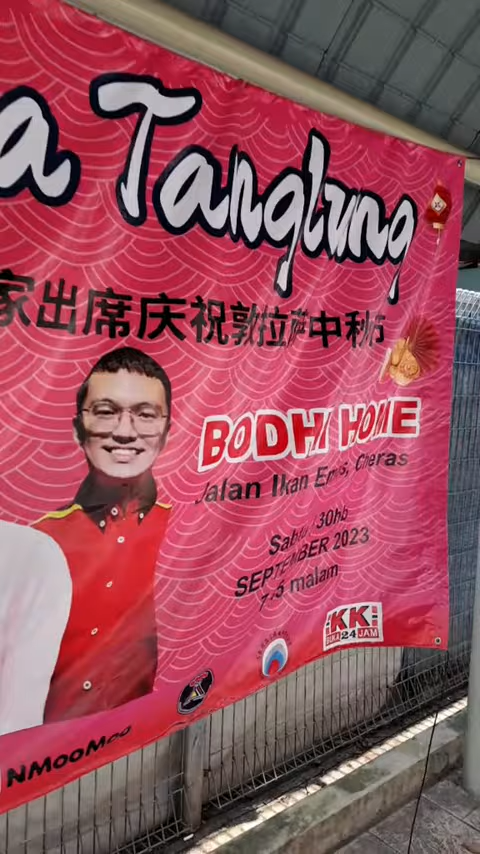 a Tanglung
家出席庆祝敦拉萨中秋节
BODHI HOME
Jalan Ikan Emas, Cheras
Sabtu, 30hb
SEPTEMBER 2023
7.  malam
KK
24 JAM
NMooMoo